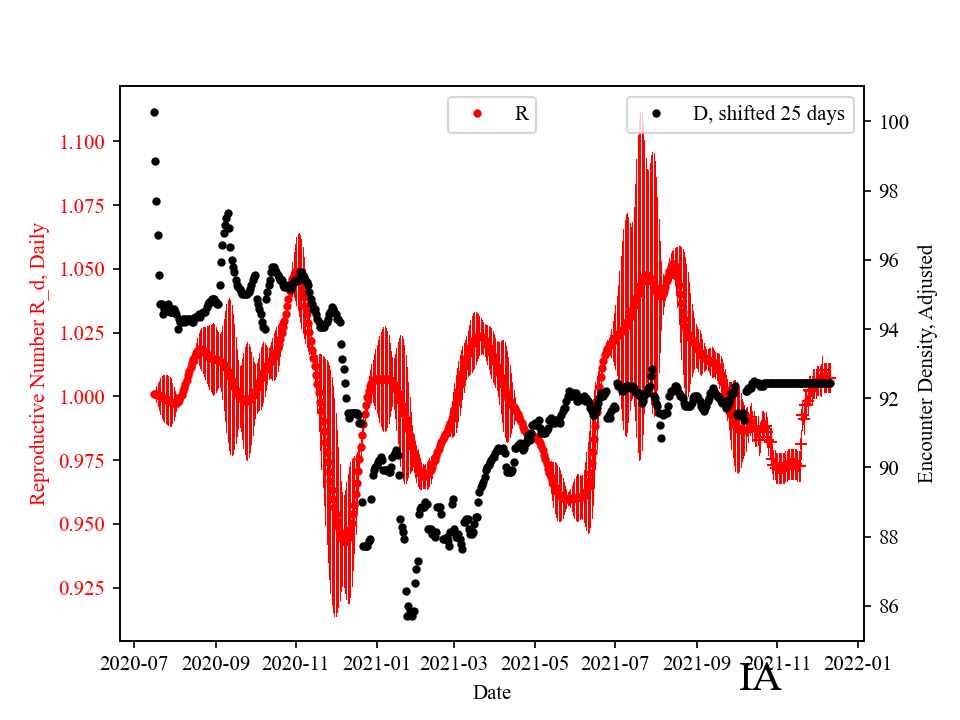 R
D, shifted 25 days
Reproductive Number R_d, Daily
1.100
1.075
1.050
1.025
1.000
0.975
0.950
0.925
100
98
96
94
92
90
88
86
Encounter Density, Adjusted
2020-07 2020-09 2020-11 2021-01 2021-03 2021-05 2021-07 2021-09 2021-11 2022-01
Date
IA